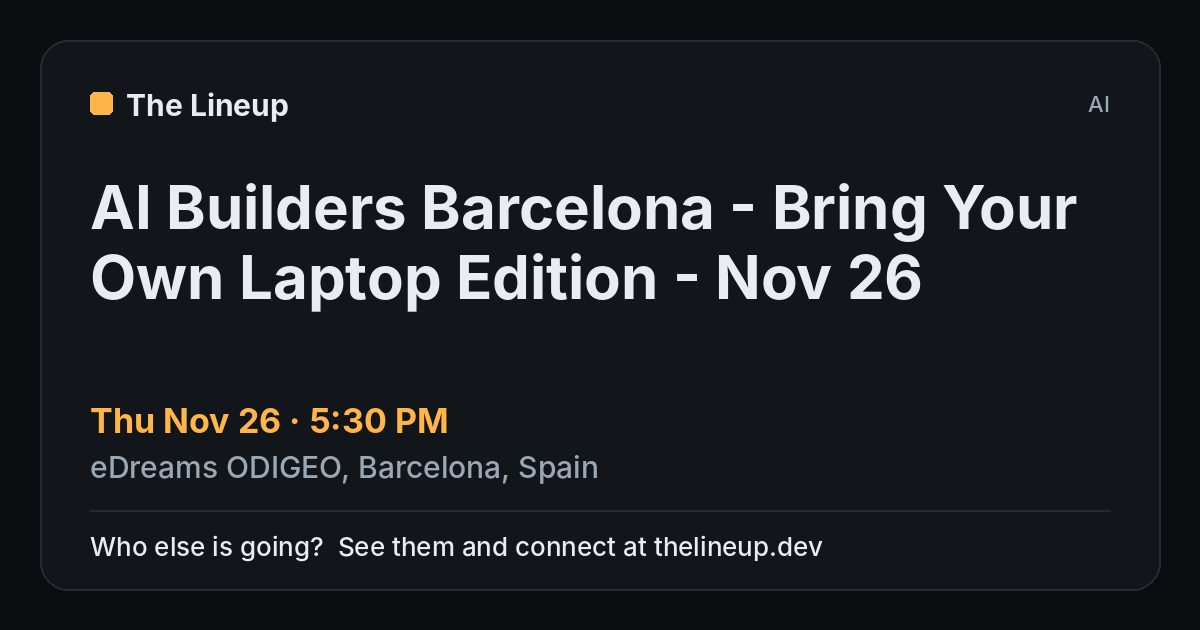 The Lineup
AI
AI Builders Barcelona - Bring Your
Own Laptop Edition - Nov 26
Thu Nov 26 · 5:30 PM
eDreams ODIGEO, Barcelona, Spain
Who else is going?  See them and connect at thelineup.dev